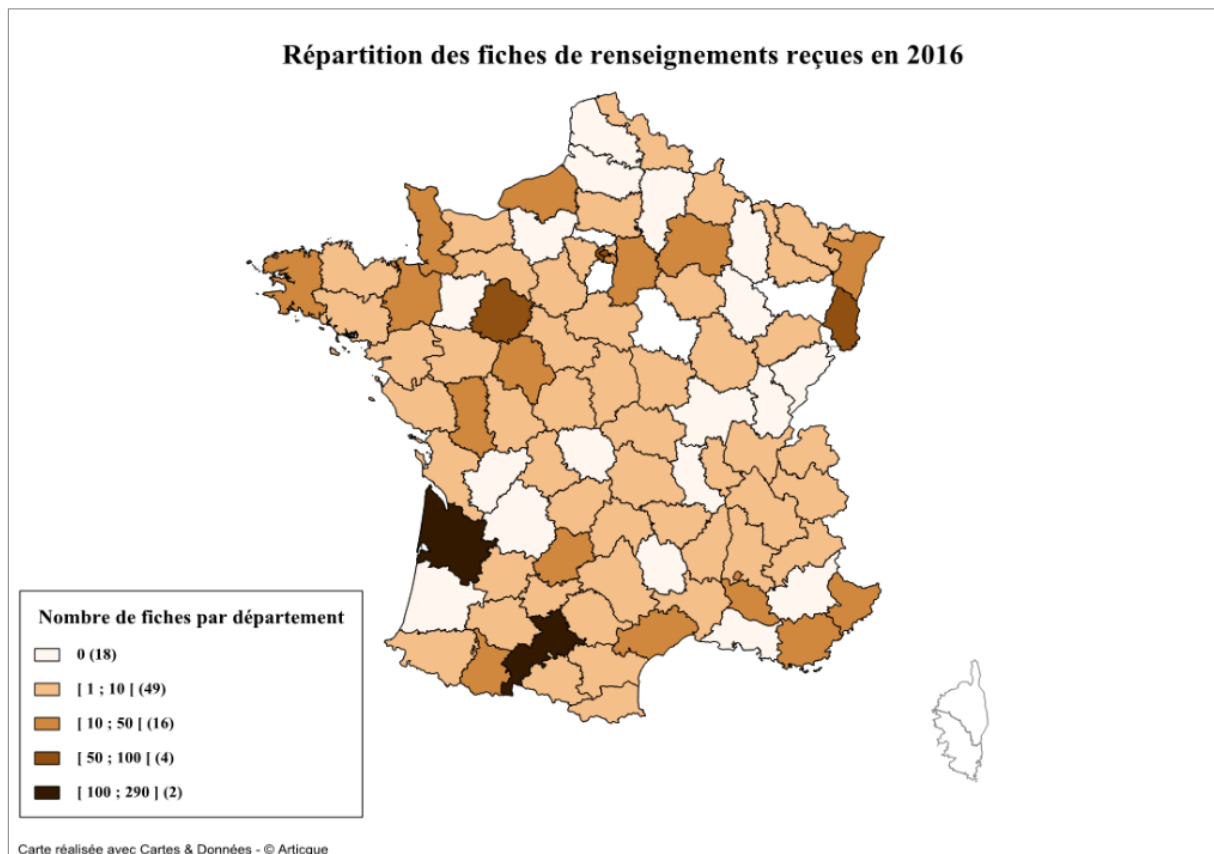 Répartition des fiches de renseignements reçues en 2016
Nombre de fiches par département
0 (18)
[ 1 ; 10 [ (49)
[ 10 ; 50 [ (16)
[ 50 ; 100 [ (4)
[ 100 ; 290 ] (2)
Carte réalisée avec Cartes & Données - © Articque